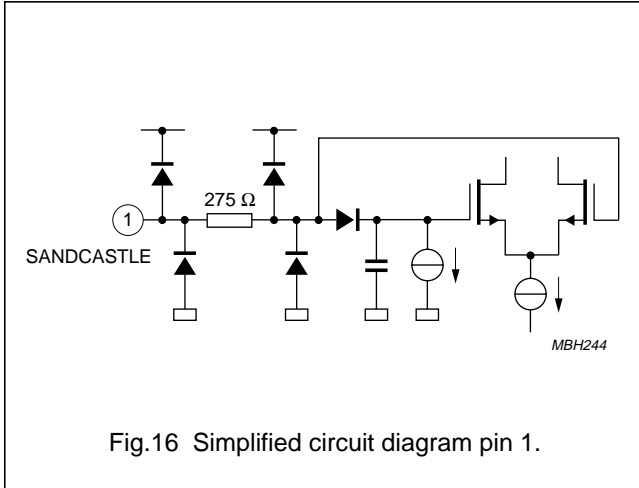 275 Ω
1
SANDCASTLE
MBH244
Fig.16 Simplified circuit diagram pin 1.